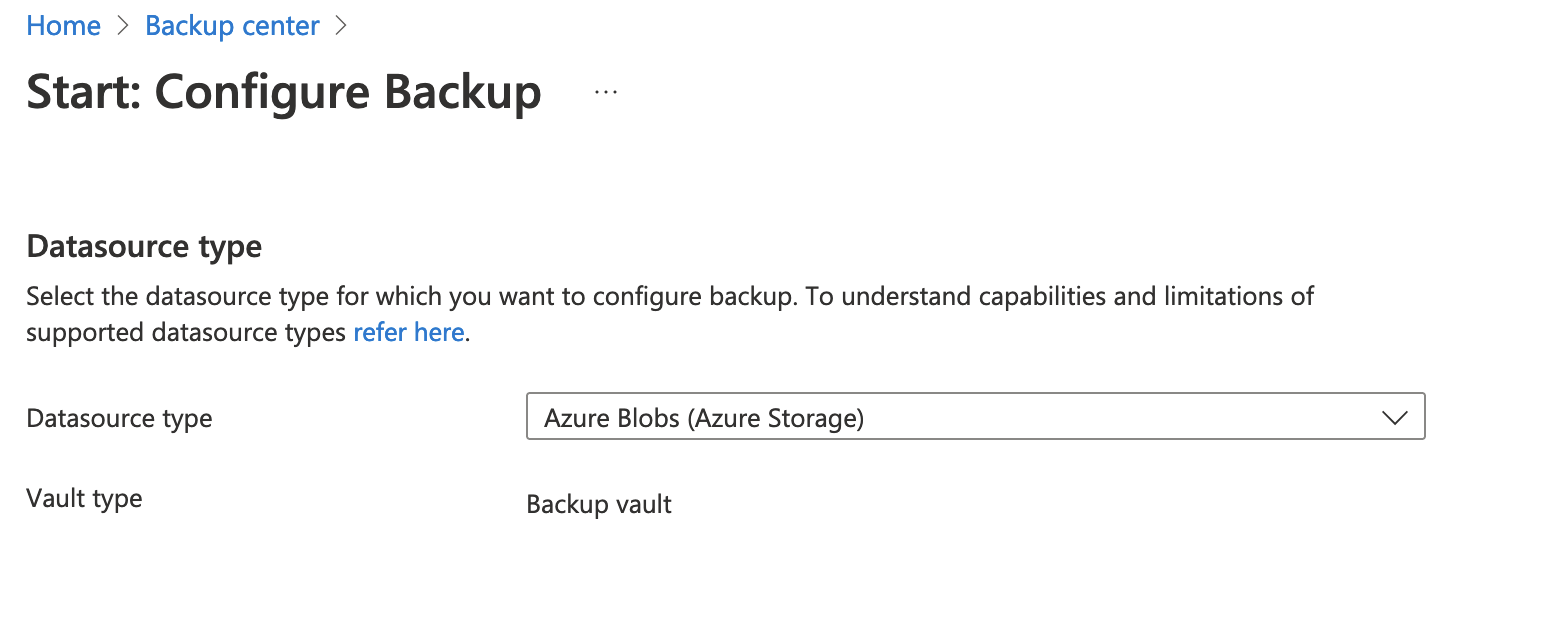 Home > Backup center >
Start: Configure Backup ...
Datasource type
Select the datasource type for which you want to configure backup. To understand capabilities and limitations of
supported datasource types refer here.
Datasource type Azure Blobs (Azure Storage)
Vault type Backup vault